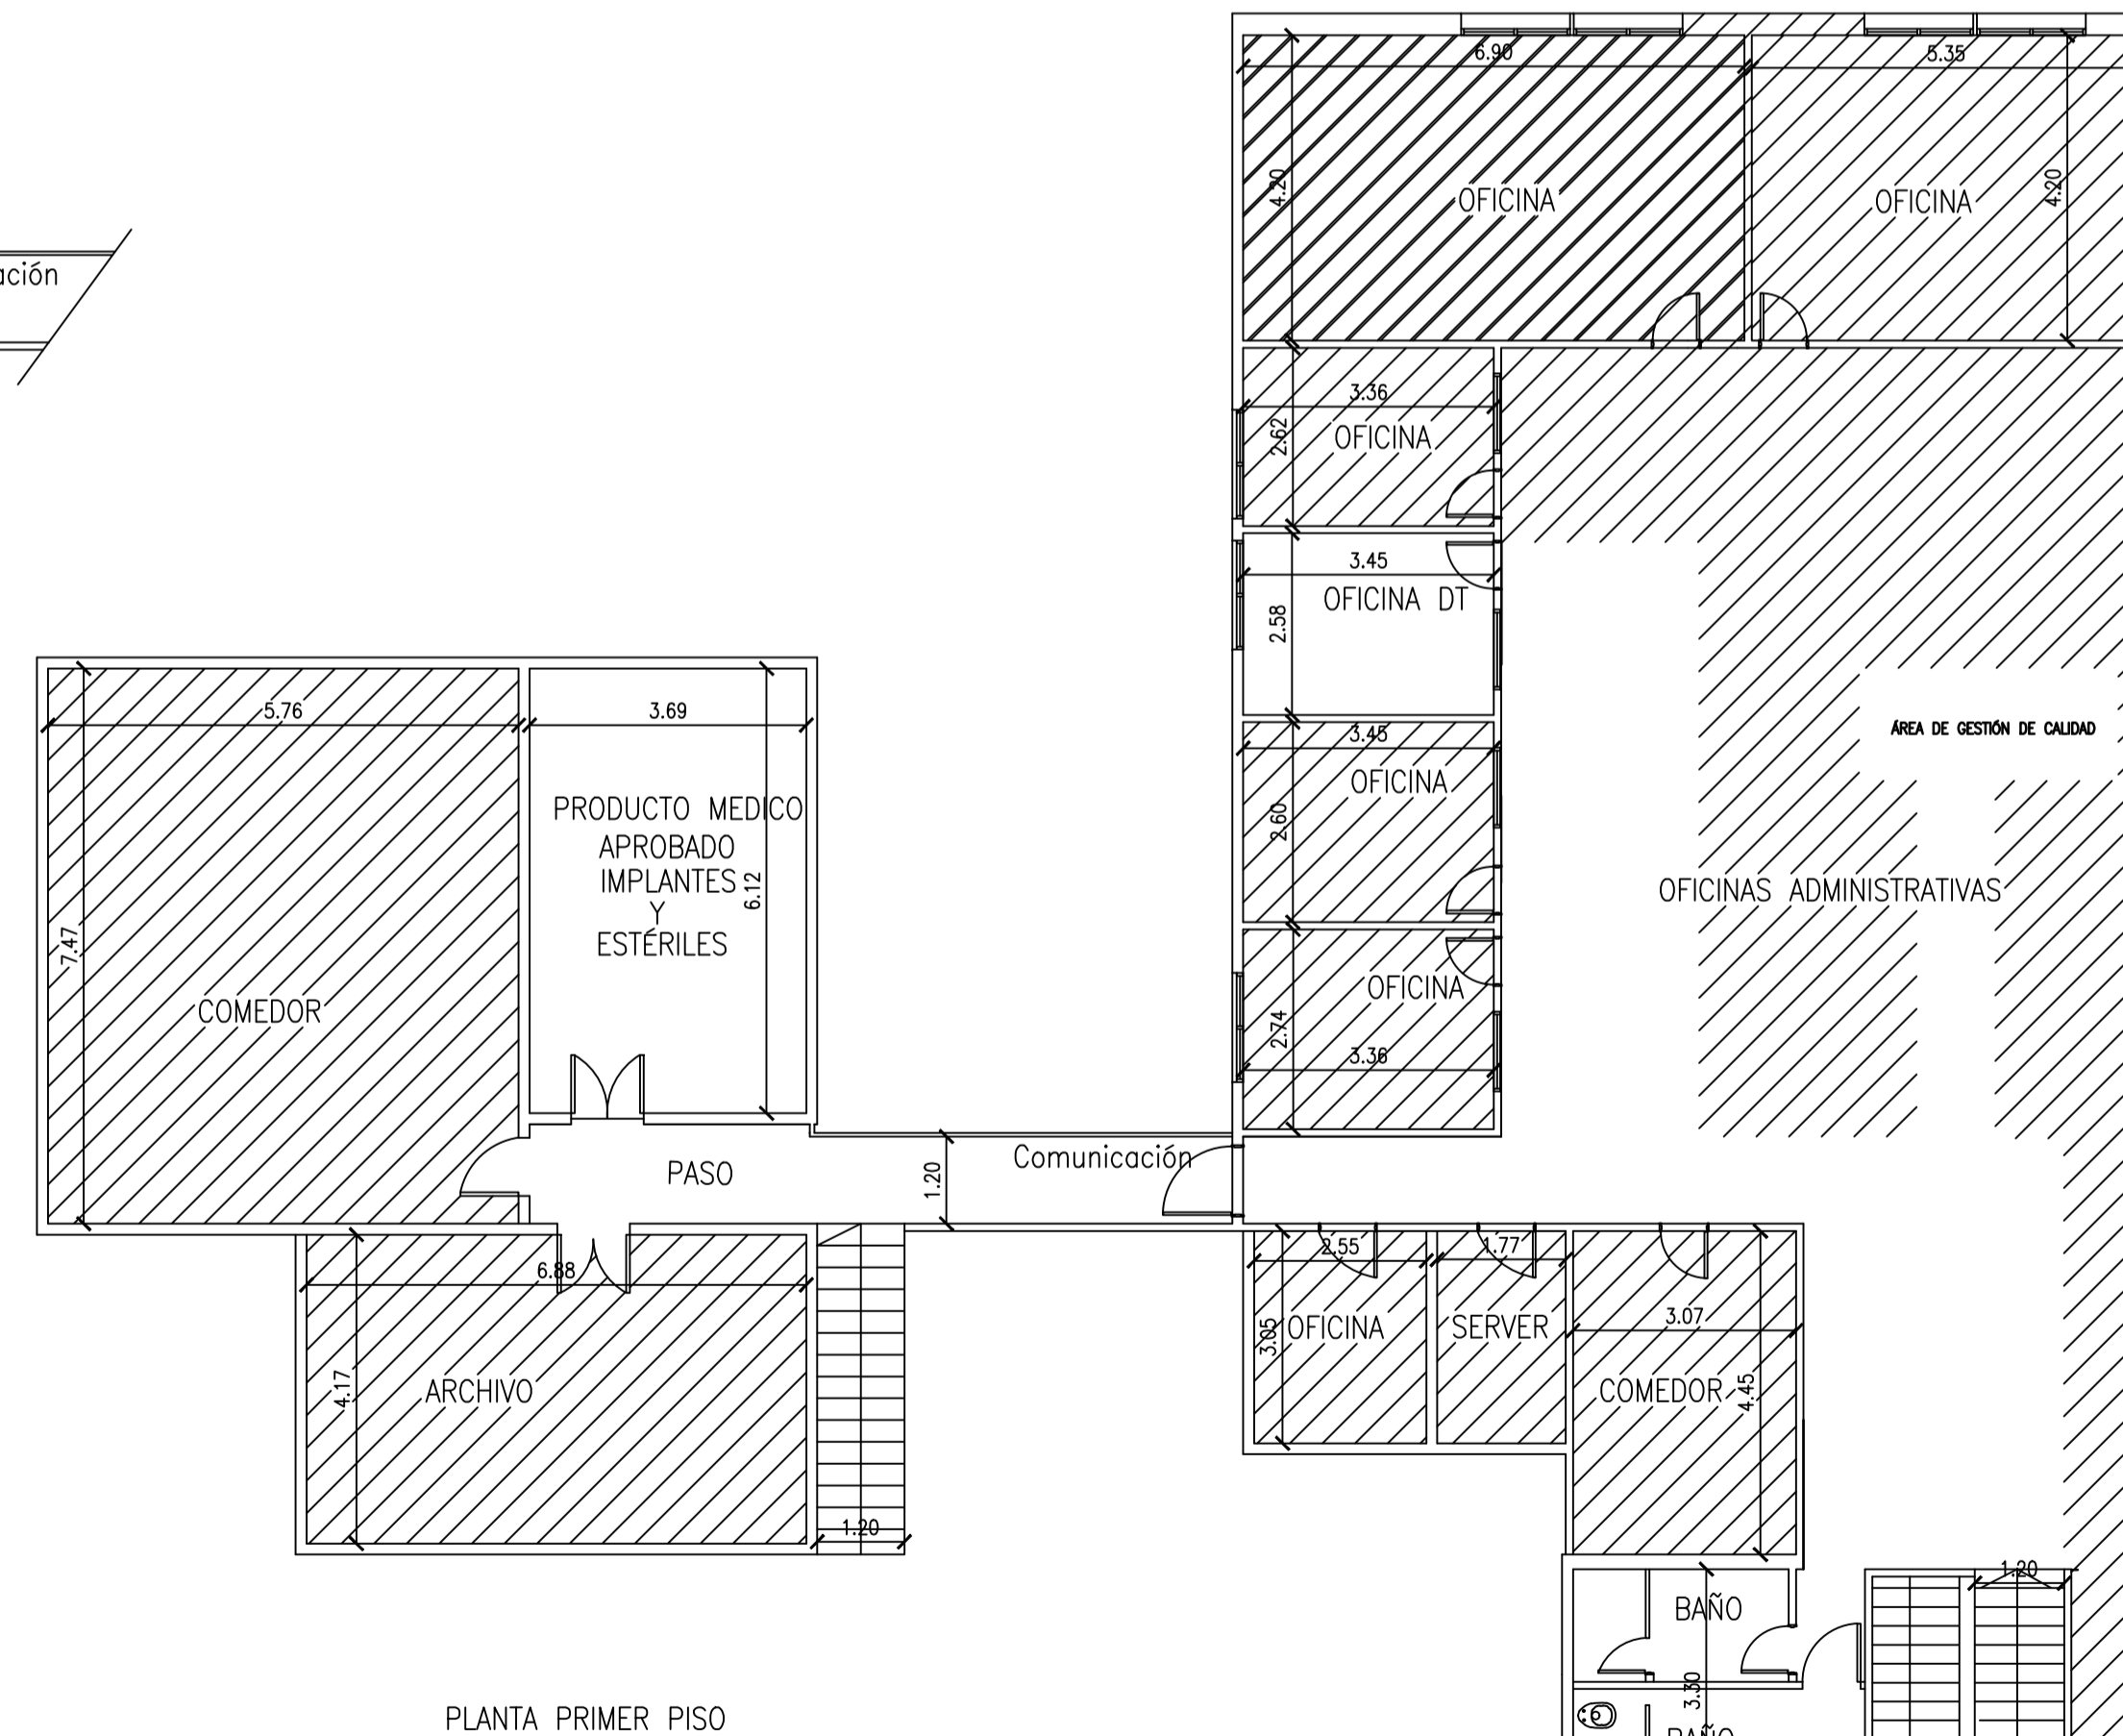 6.90
5.35
4.20
OFICINA
OFICINA
4.20
ación
3.36
2.62
OFICINA
3.45
OFICINA DT
2.58
5.76
3.69
3.45
ÁREA DE GESTIÓN DE CALIDAD
OFICINA
PRODUCTO MEDICO
APROBADO
IMPLANTES
Y
ESTÉRILES
6.12
2.60
OFICINAS ADMINISTRATIVAS
7.47
COMEDOR
OFICINA
2.74
3.36
Comunicación
PASO
1.20
2.55
1.77
6.88
3.05
OFICINA
SERVER
3.07
4.17
ARCHIVO
COMEDOR
4.45
1.20
1.20
BAÑO
3.30
PLANTA PRIMER PISO
BAÑO